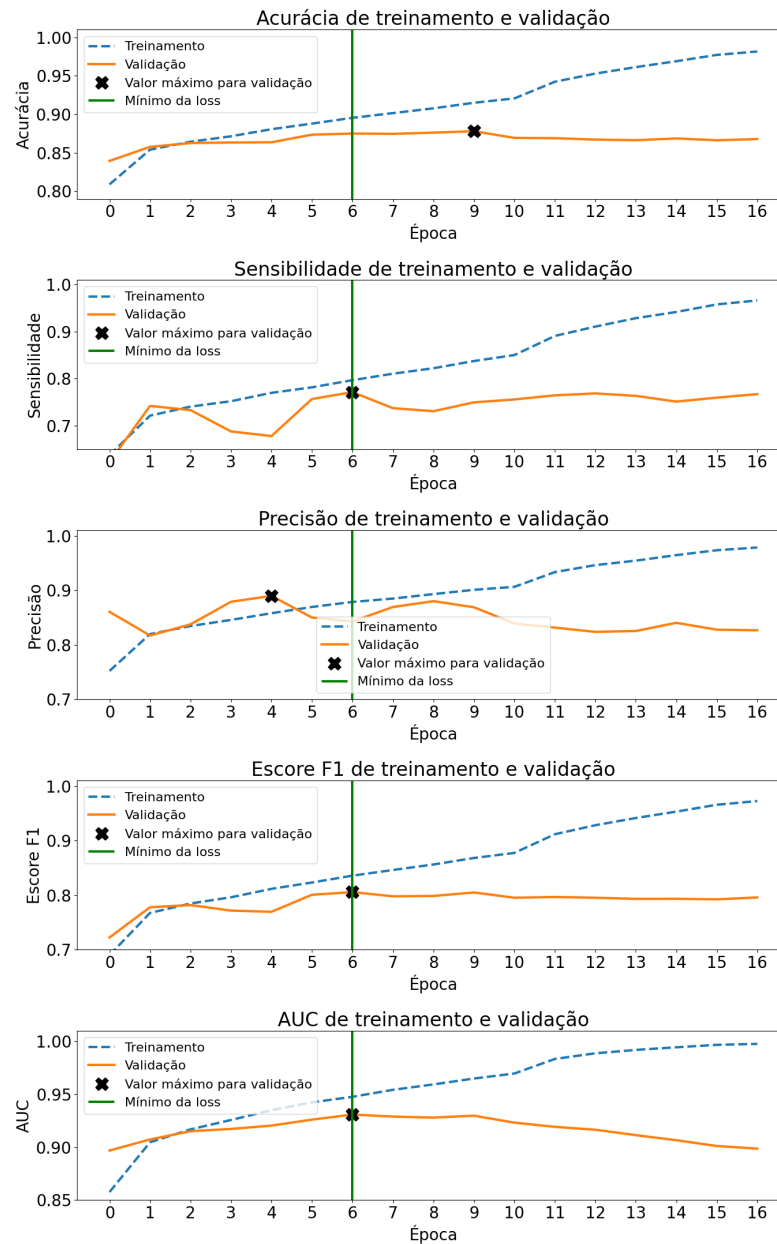 Acurácia de treinamento e validação
1.00
0.95
0.90
0.85
0.80
Acurácia
Treinamento
Validação
Valor máximo para validação
Mínimo da loss
0 1 2 3 4 5 6 7 8 9 10 11 12 13 14 15 16
Época
Sensibilidade de treinamento e validação
1.0
0.9
0.8
0.7
Sensibilidade
Treinamento
Validação
Valor máximo para validação
Mínimo da loss
0 1 2 3 4 5 6 7 8 9 10 11 12 13 14 15 16
Época
Precisão de treinamento e validação
1.0
0.9
0.8
0.7
Precisão
Treinamento
Validação
Valor máximo para validação
Mínimo da loss
0 1 2 3 4 5 6 7 8 9 10 11 12 13 14 15 16
Época
Escore F1 de treinamento e validação
1.0
0.9
0.8
0.7
Escore F1
Treinamento
Validação
Valor máximo para validação
Mínimo da loss
0 1 2 3 4 5 6 7 8 9 10 11 12 13 14 15 16
Época
AUC de treinamento e validação
1.00
0.95
0.90
0.85
AUC
Treinamento
Validação
Valor máximo para validação
Mínimo da loss
0 1 2 3 4 5 6 7 8 9 10 11 12 13 14 15 16
Época